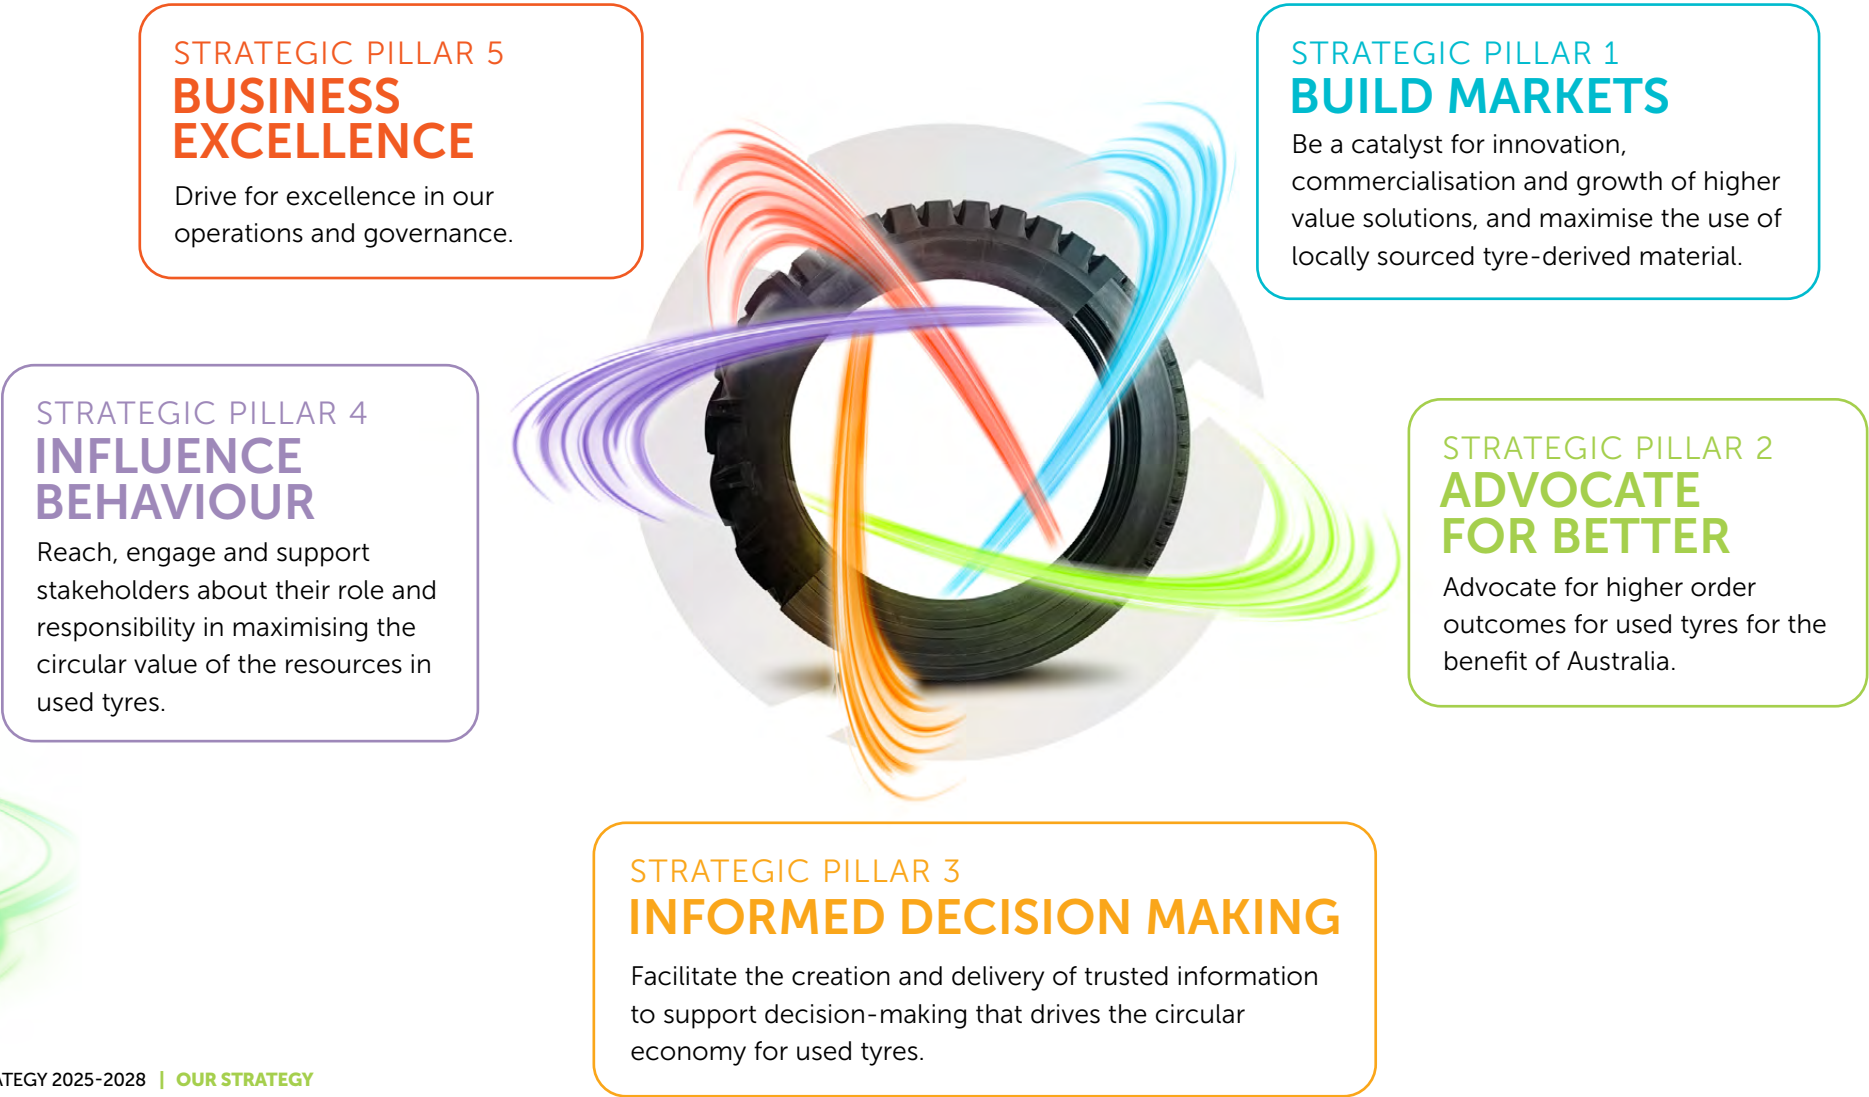 STRATEGIC PILLAR 5
BUSINESS
EXCELLENCE
Drive for excellence in our
operations and governance.
STRATEGIC PILLAR 1
BUILD MARKETS
Be a catalyst for innovation,
commercialisation and growth of higher
value solutions, and maximise the use of
locally sourced tyre-derived material.
STRATEGIC PILLAR 4
INFLUENCE
BEHAVIOUR
Reach, engage and support
stakeholders about their role and
responsibility in maximising the
circular value of the resources in
used tyres.
STRATEGIC PILLAR 2
ADVOCATE
FOR BETTER
Advocate for higher order
outcomes for used tyres for the
benefit of Australia.
STRATEGIC PILLAR 3
INFORMED DECISION MAKING
Facilitate the creation and delivery of trusted information
to support decision-making that drives the circular
economy for used tyres.
ATEGY 2025-2028 | OUR STRATEGY